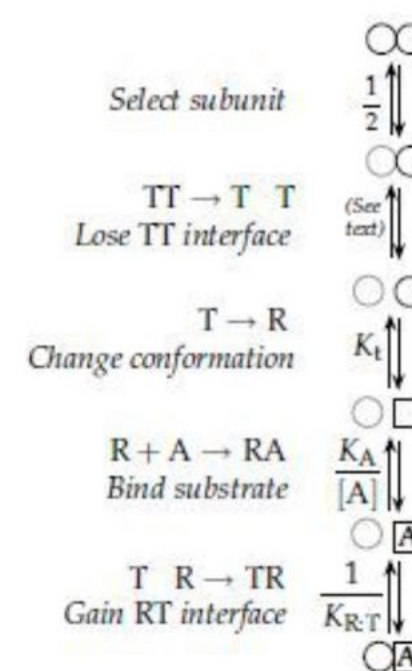 Select subunit
1
2
TT → T T
Lose TT interface
(See
text)
T → R
Change conformation
Kt
R + A → RA
Bind substrate
KA
[A]
A
T R → TR
Gain RT interface
1
KR:T
A